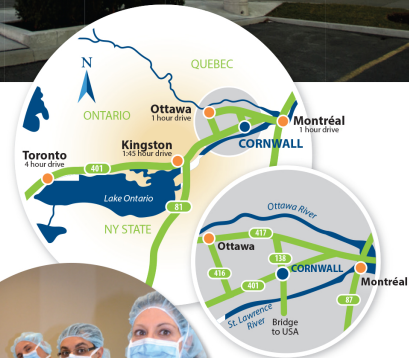 N
QUEBEC
ONTARIO
Ottawa
1 hour drive
Montréal
1 hour drive
CORNWALL
Kingston
1:45 hour drive
Toronto
4 hour drive
401
Lake Ontario
81
NY STATE
Ottawa River
417
Ottawa
138
CORNWALL
416
401
Montréal
87
St. Lawrence
River
Bridge
to USA